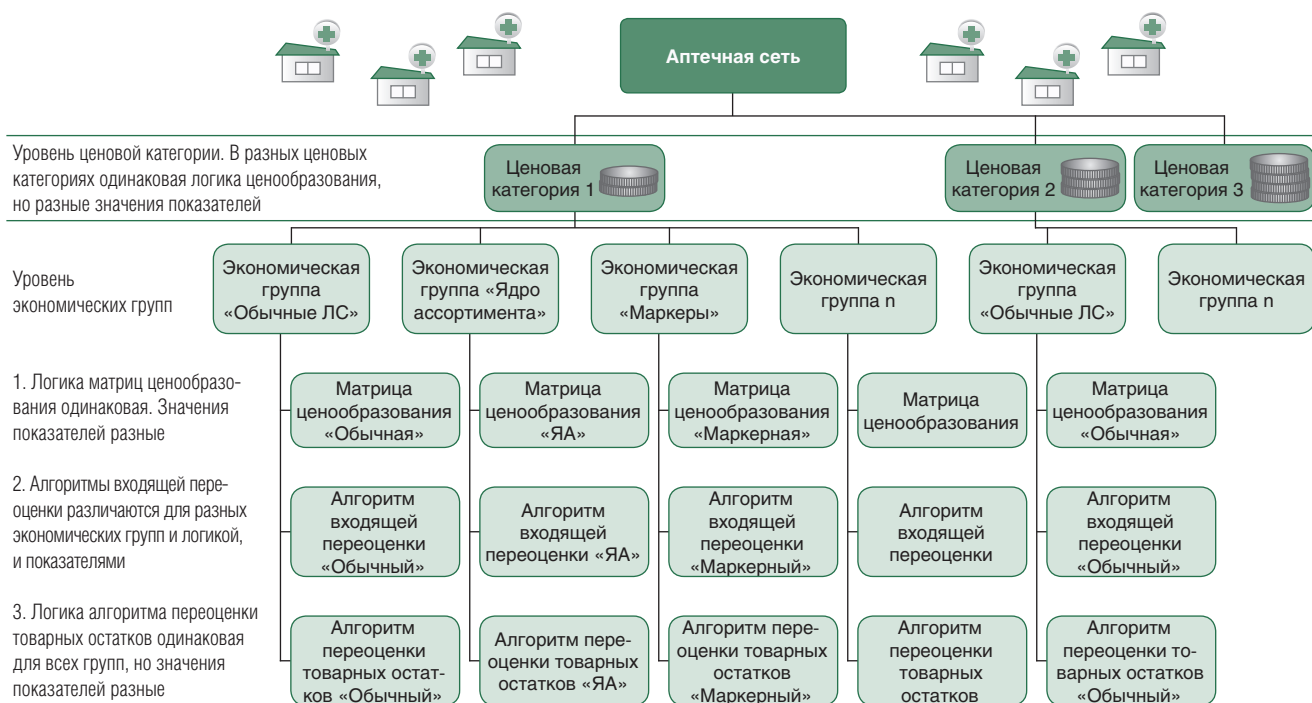 Аптечная сеть
Уровень ценовой категории. В разных ценовых
категориях одинаковая логика ценообразования,
но разные значения показателей
Ценовая
категория 1
Ценовая
категория 2
Ценовая
категория 3
Уровень
экономических групп
Экономическая
группа
«Обычные ЛС»
Экономическая
группа «Ядро
ассортимента»
Экономическая
группа
«Маркеры»
Экономическая
группа n
Экономическая
группа
«Обычные ЛС»
Экономическая
группа n
1. Логика матриц ценообразо-
вания одинаковая. Значения
показателей разные
Матрица
ценообразования
«Обычная»
Матрица
ценообразования
«ЯА»
Матрица
ценообразования
«Маркерная»
Матрица
ценообразования
Матрица
ценообразования
«Обычная»
2. Алгоритмы входящей пере-
оценки различаются для разных
экономических групп и логикой,
и показателями
Алгоритм
входящей
переоценки
«Обычный»
Алгоритм
входящей
переоценки «ЯА»
Алгоритм
входящей
переоценки
«Маркерный»
Алгоритм
входящей
переоценки
Алгоритм
входящей
переоценки
«Обычный»
3. Логика алгоритма переоценки
товарных остатков одинаковая
для всех групп, но значения
показателей разные
Алгоритм
переоценки
товарных остат-
ков «Обычный»
Алгоритм пере-
оценки товарных
остатков «ЯА»
Алгоритм пере-
оценки товарных
остатков
«Маркерный»
Алгоритм
переоценки
товарных
остатков
Алгоритм
переоценки то-
варных остатков
«Обычный»